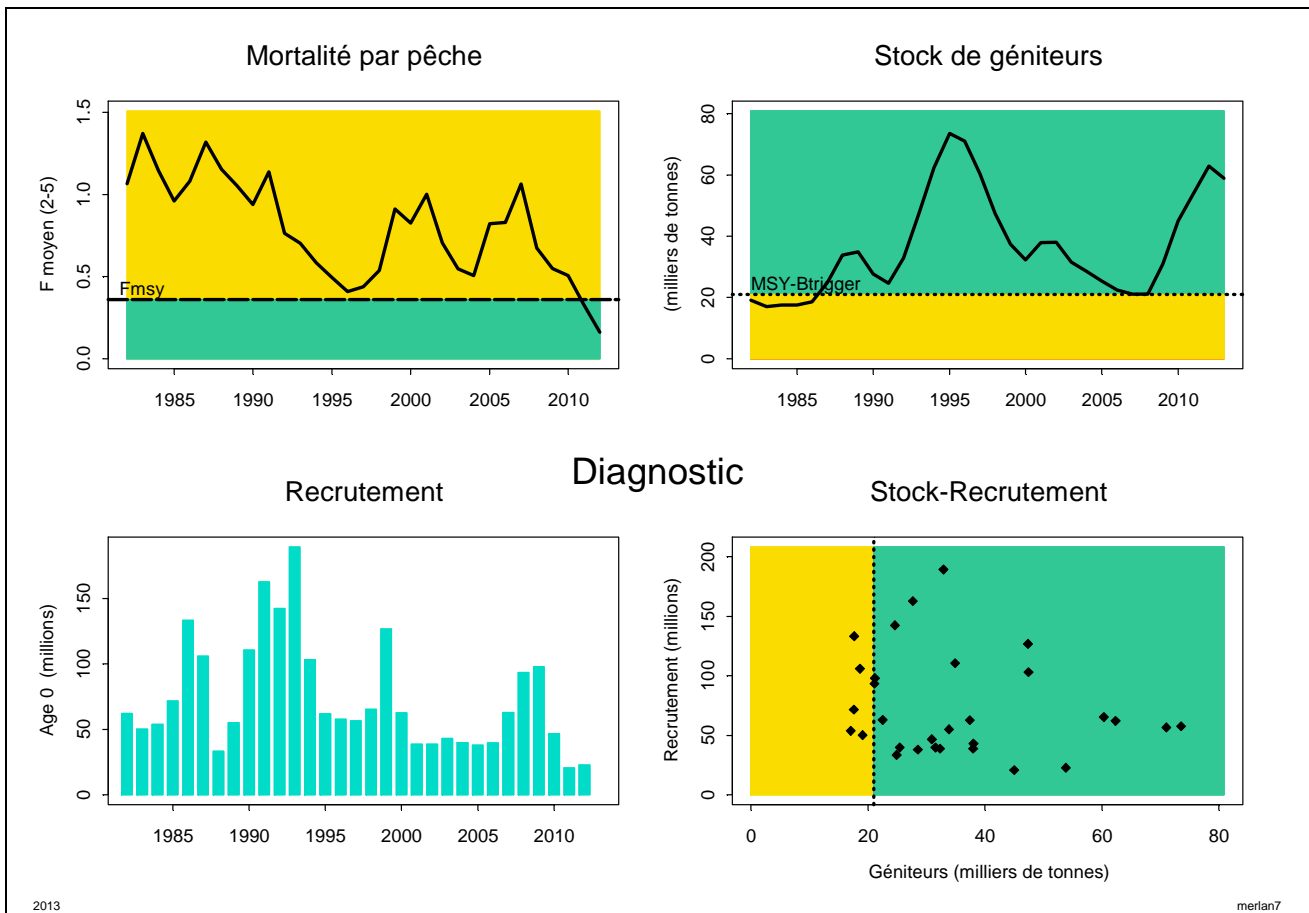 Mortalité par pêche
F moyen (2-5)
1.5
1.0
0.5
0.0
Fmsy
1985 1990 1995 2000 2005 2010
Stock de géniteurs
(milliers de tonnes)
80
60
40
20
0
MSY-Btrigger
1985 1990 1995 2000 2005 2010
Diagnostic
Recrutement
Age 0 (millions)
150
100
50
0
1985 1990 1995 2000 2005 2010
Stock-Recrutement
Recrutement (millions)
200
150
100
50
0
0 20 40 60 80
Géniteurs (milliers de tonnes)
2013
merlan7